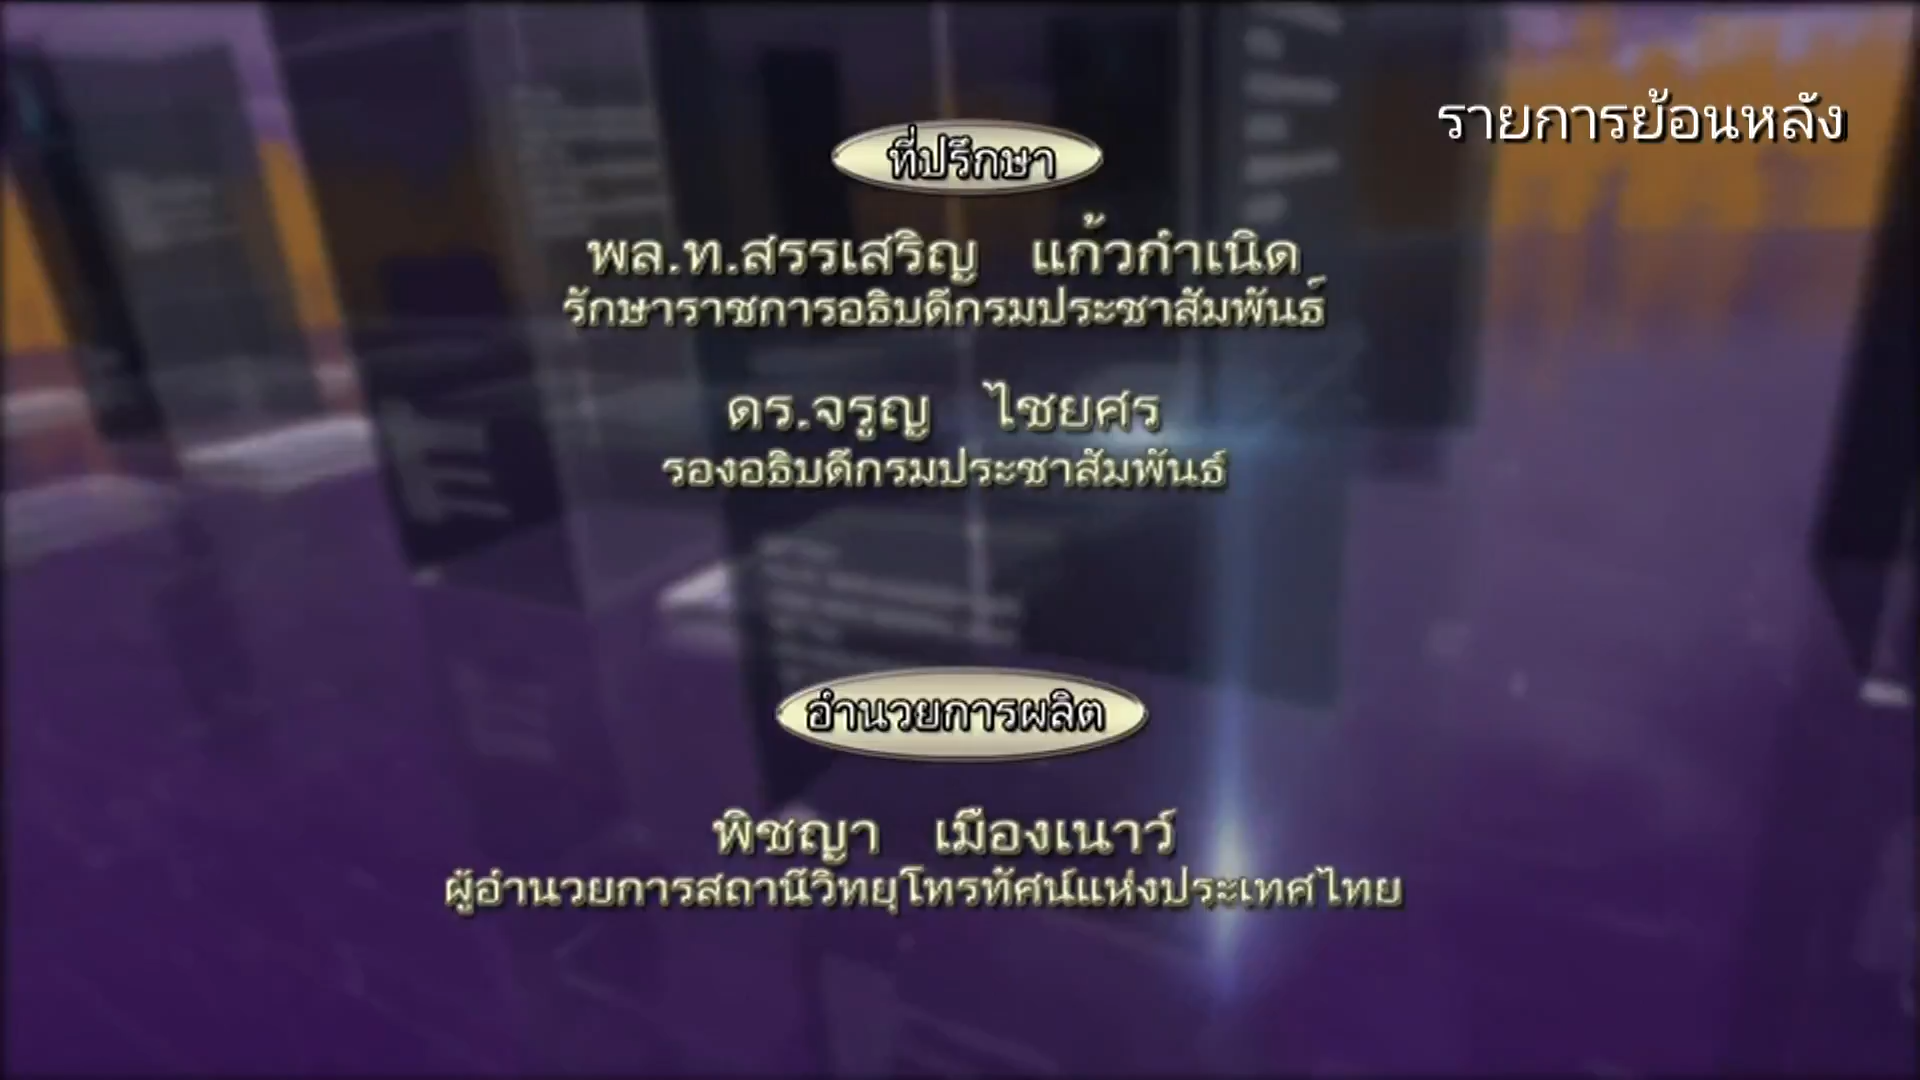 รายการย้อนหลัง
ที่ปรึกษา
พล.ท.สรรเสริญ แก้วกำเนิด
รักษาราชการอธิบดีกรมประชาสัมพันธ์
ดร.จรูญ ไชยศร
รองอธิบดีกรมประชาสัมพันธ์
อำนวยการผลิต
พิชญา เมืองเนาว์
ผู้อำนวยการสถานีวิทยุโทรทัศน์แห่งประเทศไทย